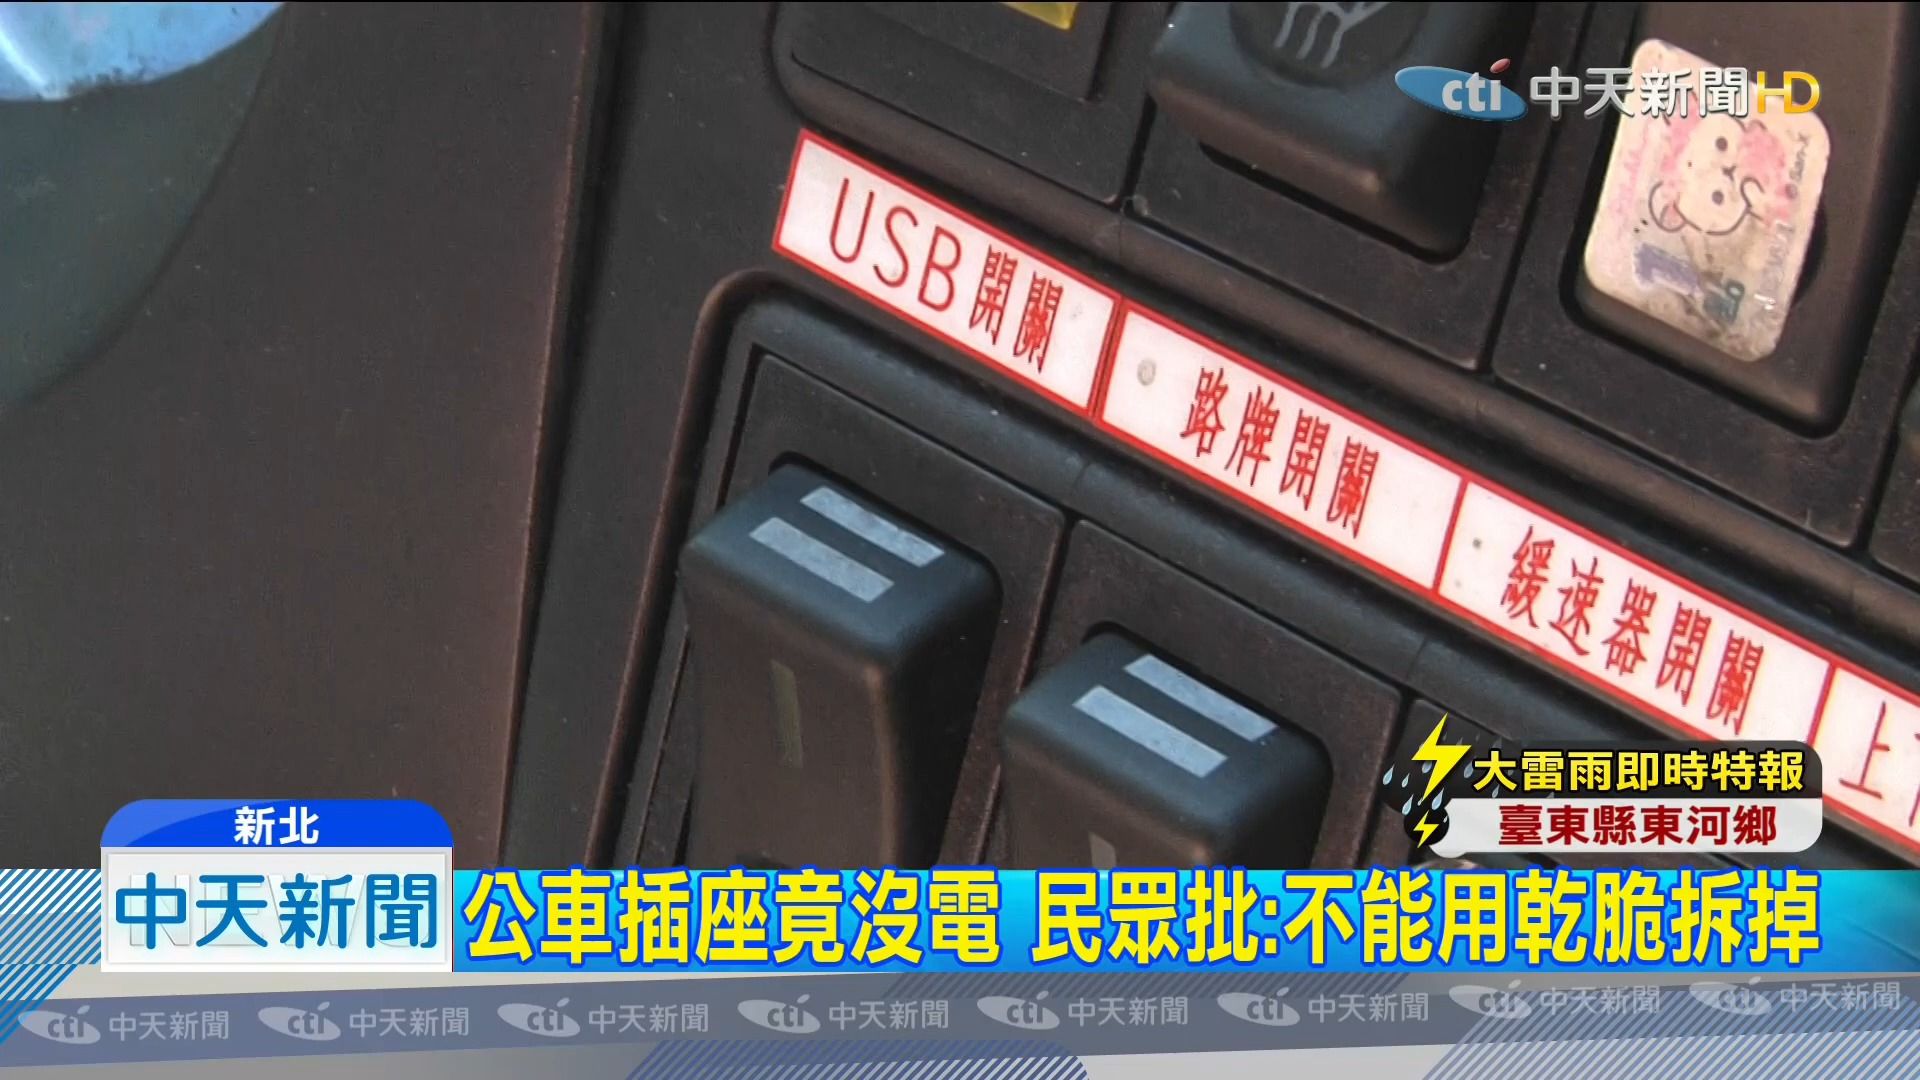 cti 中天新聞HD
USB開關
路牌開關
緩速器開關
上
大雷雨即時特報
臺東縣東河鄉
新北
中天新聞
公車插座竟沒電 民眾批:不能用乾脆拆掉
cti 中天新聞 cti 中天新聞 cti 中天新聞 cti 中天新聞 cti 中天新聞 cti 中天新聞 cti 中天新聞 cti 中天新聞